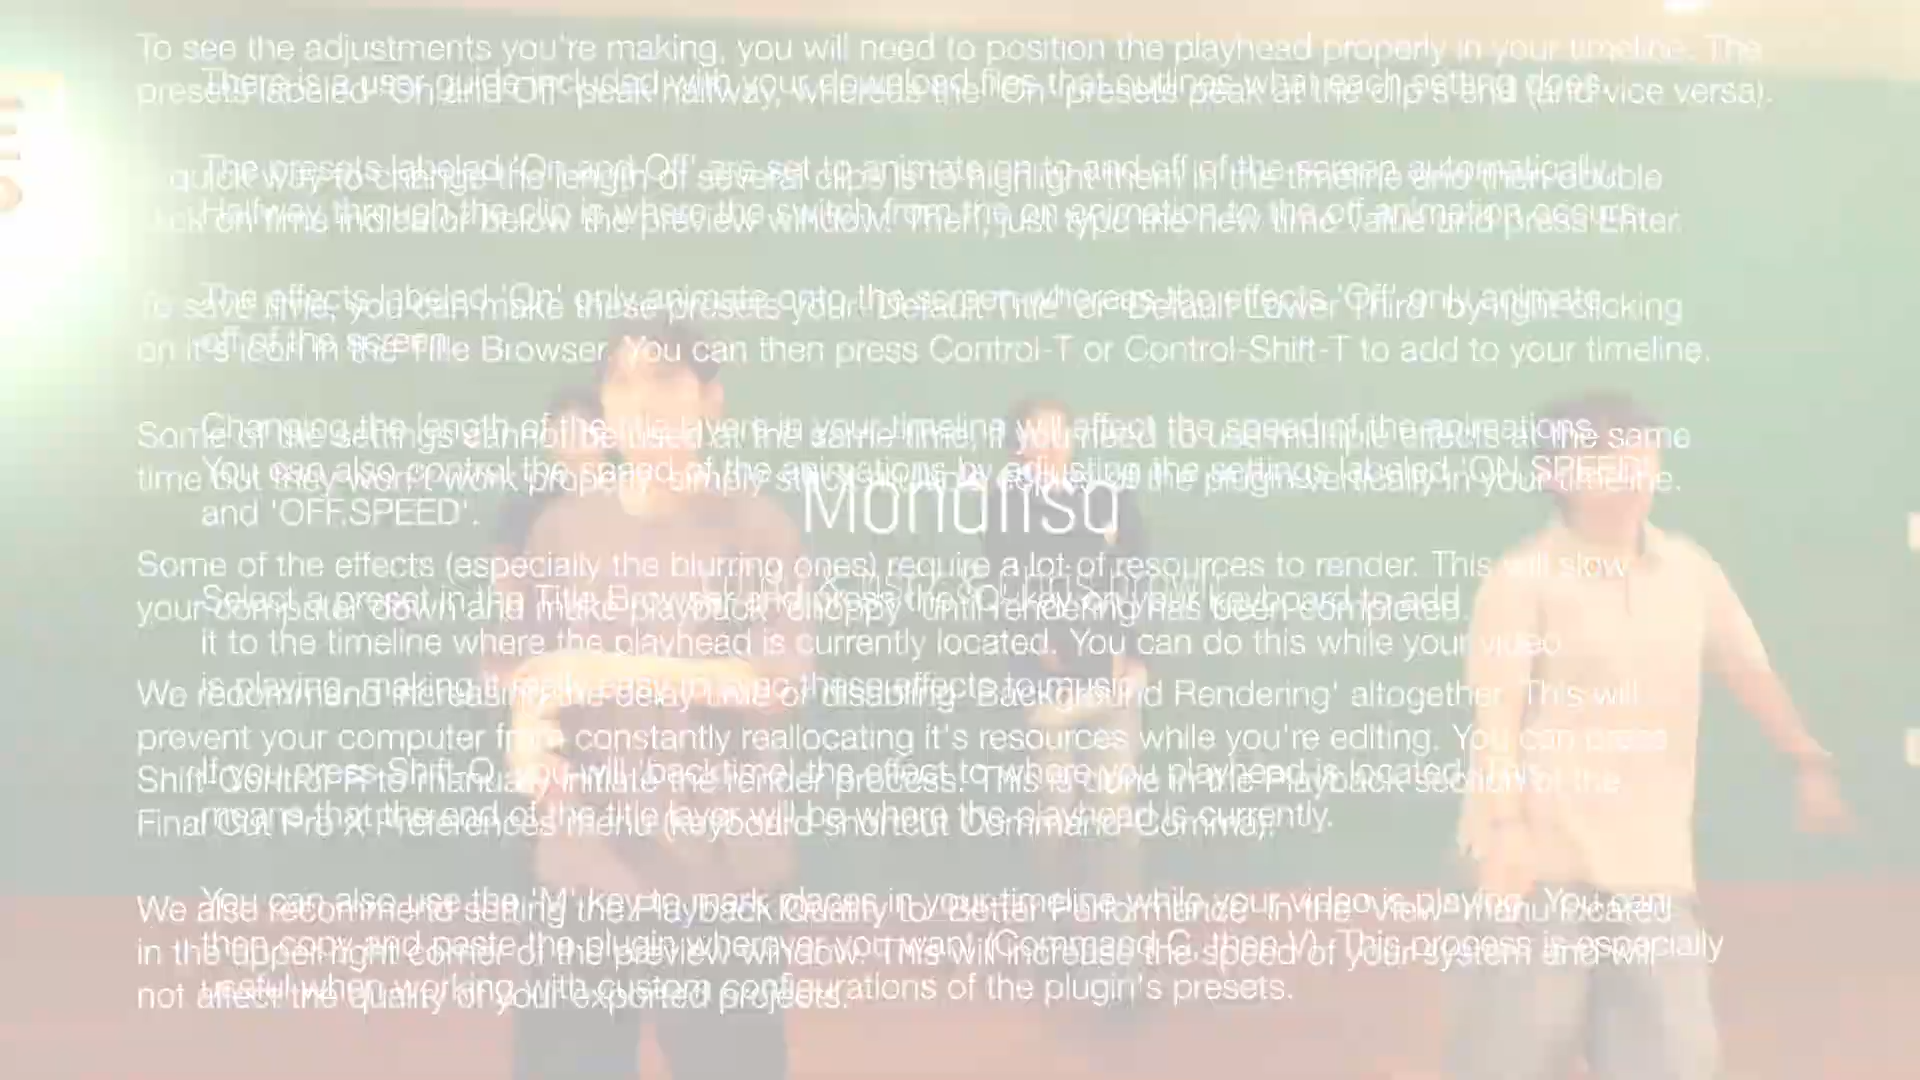 To see the adjustments you're making, you will need to position the playhead properly in your timeline. The
presets labeled 'On and Off' peak halfway, whereas the 'On' presets peak at the clip's end (and vice versa).
quick way to change the length of several clips is to highlight them in the timeline and then double
on time indicator below the preview window. Then, just type the new time value and press Enter.
To save time, you can make these presets your 'Default Title' or 'Default Lower Third' by right-clicking
on it's icon in the Title Browser. You can then press Control-T or Control-Shift-T to add to your timeline.
Some of the settings cannot be used at the same time, if you need to use multiple effects at the same
time but they won't work properly simply copies of the plugin vertically in your timeline.
Some of the effects (especially the blurring ones) require a lot of resources to render. This will slow
your computer down and make playback 'choppy' until rendering has been completed.
We recommend increasing the delay time or disabling 'Background Rendering' altogether. This will
prevent your computer from constantly reallocating it's resources while you're editing. You can press
Shift-Control-R to manually initiate the render process. This is done in the Playback section of the
Final Cut Pro X Preferences menu (keyboard shortcut Command-Comma).
We also recommend setting the Playback Quality to 'Better Performance' in the 'View' menu located
in the upper right corner of the preview window. This will increase the speed of your system and will
not affect the quality of your exported projects.
There is a user guide included with your download files that outlines what each setting does.
The presets labeled 'On and Off' are set to animate on to and off of the screen automatically.
Halfway through the clip is where the switch from the on animation to the off animation occurs.
The effects labeled 'On' only animate onto the screen whereas the effects 'Off' only animate
off of the screen.
Changing the length of the title layers in your timeline will effect the speed of the animations.
You can also control the speed of the animations by adjusting the settings labeled 'ON.SPEED'
and 'OFF.SPEED'.
Select a preset in the Title Browser and press the 'Q' key on your keyboard to add
it to the timeline where the playhead is currently located. You can do this while your video
is playing, making it really easy to sync these effects to music.
If you press Shift-Q, you will 'backtime' the effect to where you playhead is located. This
means that the end of the title layer will be where the playhead is currently.
You can also use the 'M' key to mark places in your timeline while your video is playing. You can
then copy and paste the plugin wherever you want (Command C, then V). This process is especially
useful when working with custom configurations of the plugin's presets.
Monalisa